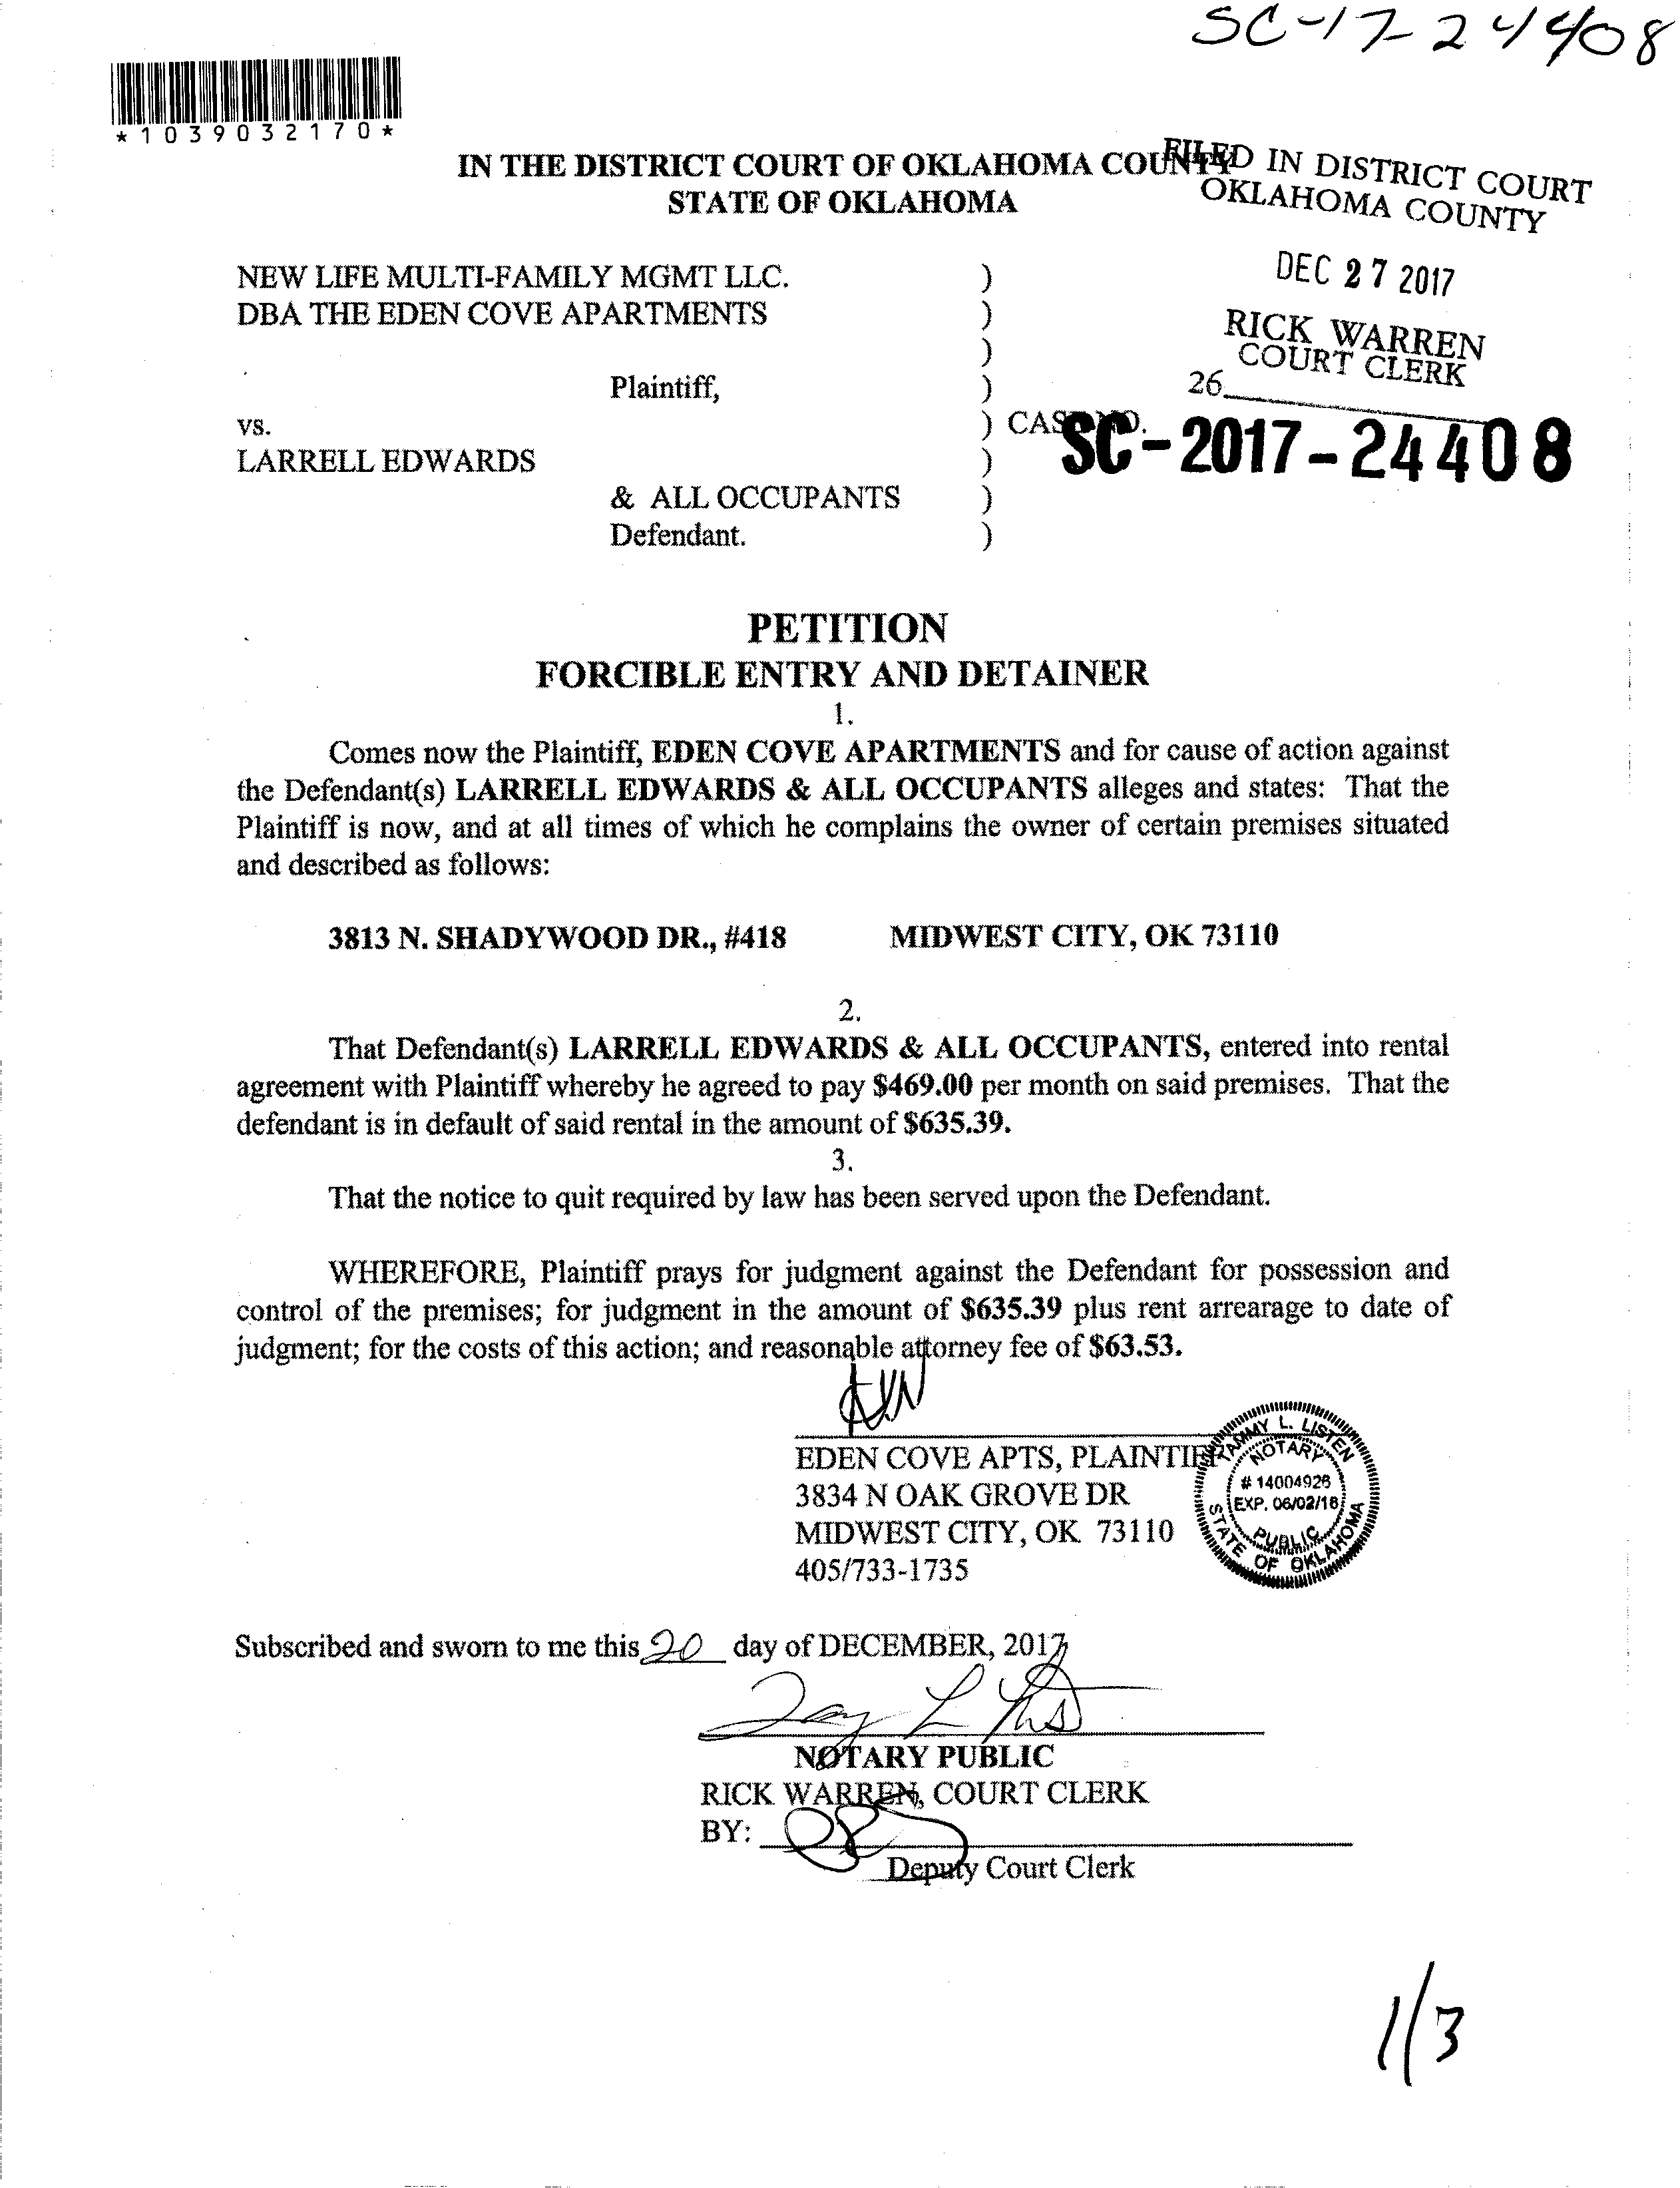 SC-17-24408
*1039032170*
IN THE DISTRICT COURT OF OKLAHOMA COUNTY
STATE OF OKLAHOMA
FILED IN DISTRICT COURT
OKLAHOMA COUNTY
DEC 27 2017
RICK WARREN
COURT CLERK
26
NEW LIFE MULTI-FAMILY MGMT LLC. )
DBA THE EDEN COVE APARTMENTS )
)
Plaintiff, )
vs. ) CASE NO.
SC-2017-24408
LARRELL EDWARDS )
& ALL OCCUPANTS )
Defendant. )
PETITION
FORCIBLE ENTRY AND DETAINER
1.
Comes now the Plaintiff, EDEN COVE APARTMENTS and for cause of action against
the Defendant(s) LARRELL EDWARDS & ALL OCCUPANTS alleges and states: That the
Plaintiff is now, and at all times of which he complains the owner of certain premises situated
and described as follows:
3813 N. SHADYWOOD DR., #418 MIDWEST CITY, OK 73110
2.
That Defendant(s) LARRELL EDWARDS & ALL OCCUPANTS, entered into rental
agreement with Plaintiff whereby he agreed to pay $469.00 per month on said premises. That the
defendant is in default of said rental in the amount of $635.39.
3.
That the notice to quit required by law has been served upon the Defendant.
WHEREFORE, Plaintiff prays for judgment against the Defendant for possession and
control of the premises; for judgment in the amount of $635.39 plus rent arrearage to date of
judgment; for the costs of this action; and reasonable attorney fee of $63.53.
EDEN COVE APTS, PLAINTIFF
3834 N OAK GROVE DR
MIDWEST CITY, OK 73110
405/733-1735
TAMMY L. LISTEN
NOTARY
# 14004926
EXP. 06/02/18
PUBLIC
STATE OF OKLAHOMA
Subscribed and sworn to me this 20 day of DECEMBER, 2017
NOTARY PUBLIC
RICK WARREN, COURT CLERK
BY:
Deputy Court Clerk
1/3